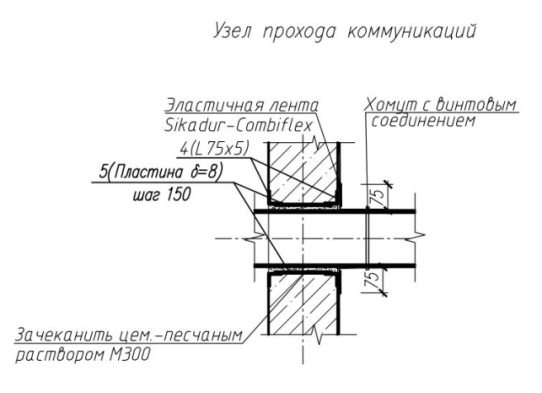 Узел прохода коммуникаций
Эластичная лента
Sikadur-Combiflex
Хомут с винтовым
соединением
4(L75x5)
5(Пластина δ=8)
шаг 150
75
75
Зачеканить цем.-песчаным
раствором М300